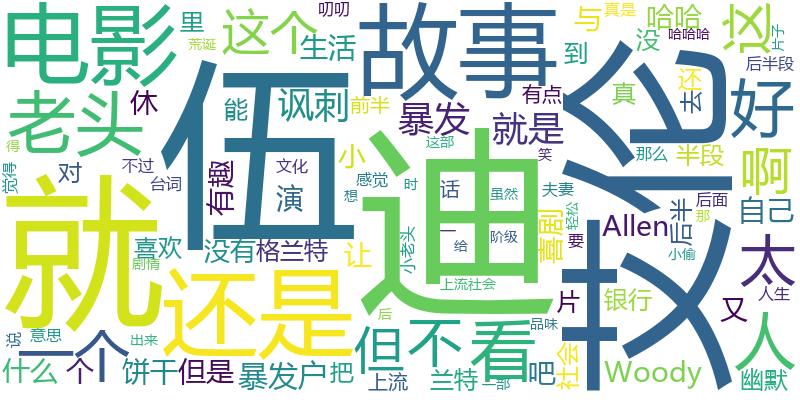 电影
里
这个
叨叨
生活
荒诞
故事
到
与
没
真是
哈哈
哈哈哈
片子
这
老头
休
能
讽刺
前半
暴发
有点
就是
伍
迪
艾伦
真
还
去
后半段
好
得
觉得
对
不过
台词
有趣
文化
演
小
感觉
想
话
这部
笑
时
虽然
那么
半段
啊
夫妻
喜剧
轻松
后半
后面
那
自己
就
喜欢
剧情
没有
格兰特
让
小老头
一
给
阶级
要
Allen
小偷
太
人生
说
意思
出来
还是
上流社会
后
但
不
看
品味
片
银行
又
人
一个
什么
个
饼干
但是
暴发户
把
上流
兰特
一部
吧
社会
Woody
幽默